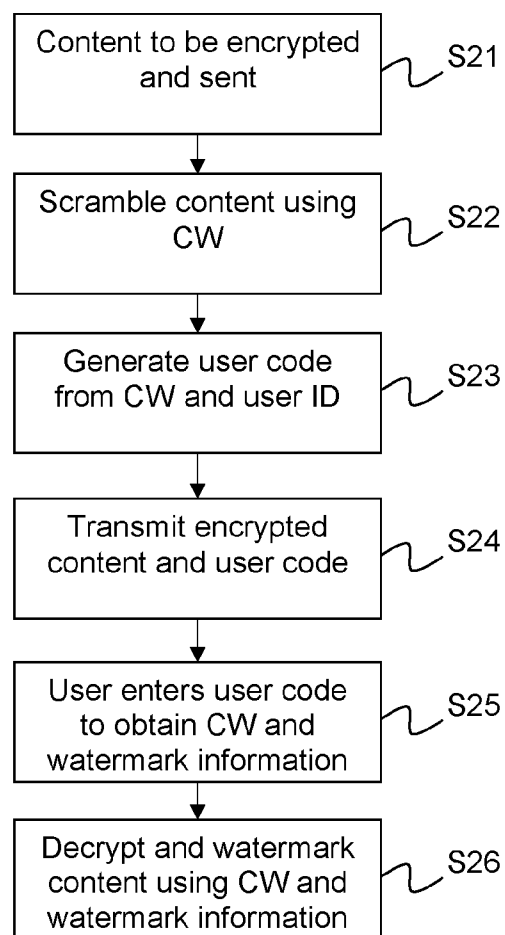 Content to be encrypted
and sent
S21
Scramble content using
CW
S22
Generate user code
from CW and user ID
S23
Transmit encrypted
content and user code
S24
User enters user code
to obtain CW and
watermark information
S25
Decrypt and watermark
content using CW and
watermark information
S26